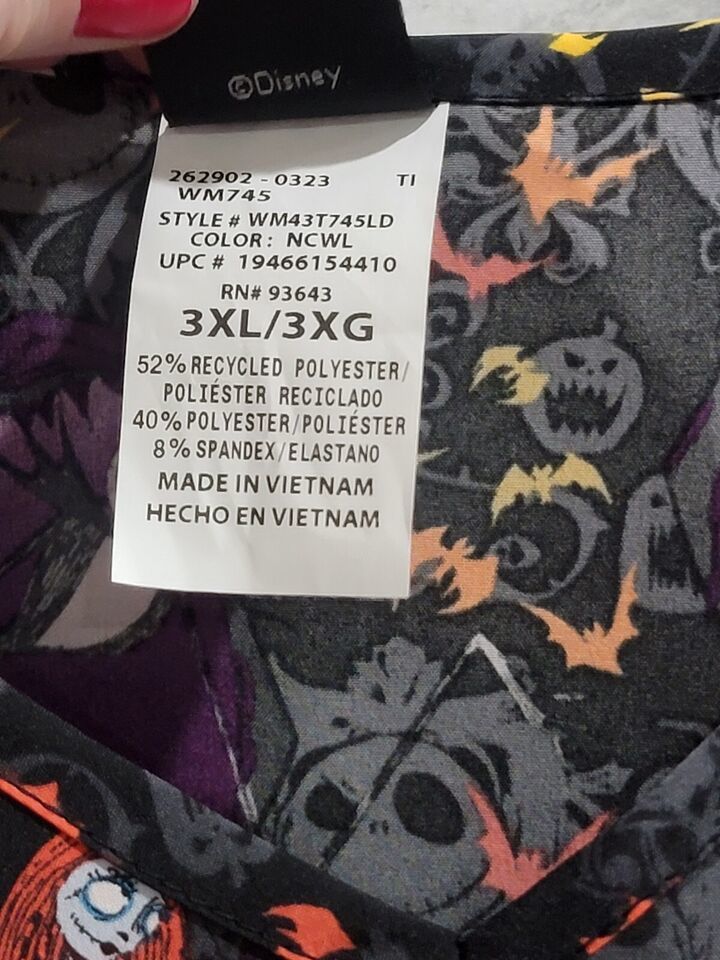 ©Disney
262902 - 0323 TI
WM745
STYLE # WM43T745LD
COLOR: NCWL
UPC # 19466154410
RN# 93643
3XL/3XG
52% RECYCLED POLYESTER/
POLIÉSTER RECICLADO
40% POLYESTER/POLIÉSTER
8% SPANDEX/ELASTANO
MADE IN VIETNAM
HECHO EN VIETNAM